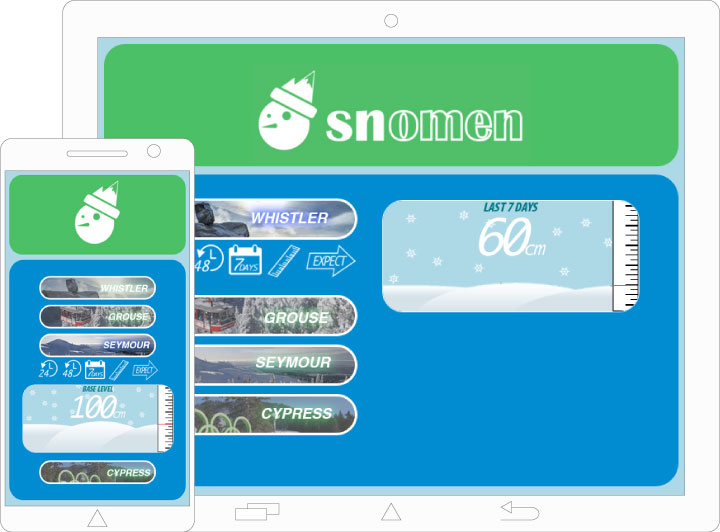 snomen
WHISTLER
48
7
DAYS
EXPECT
GROUSE
SEYMOUR
CYPRESS
LAST 7 DAYS
60cm
WHISTLER
GROUSE
SEYMOUR
24
48
7
DAYS
EXPECT
BASE LEVEL
100cm
CYPRESS